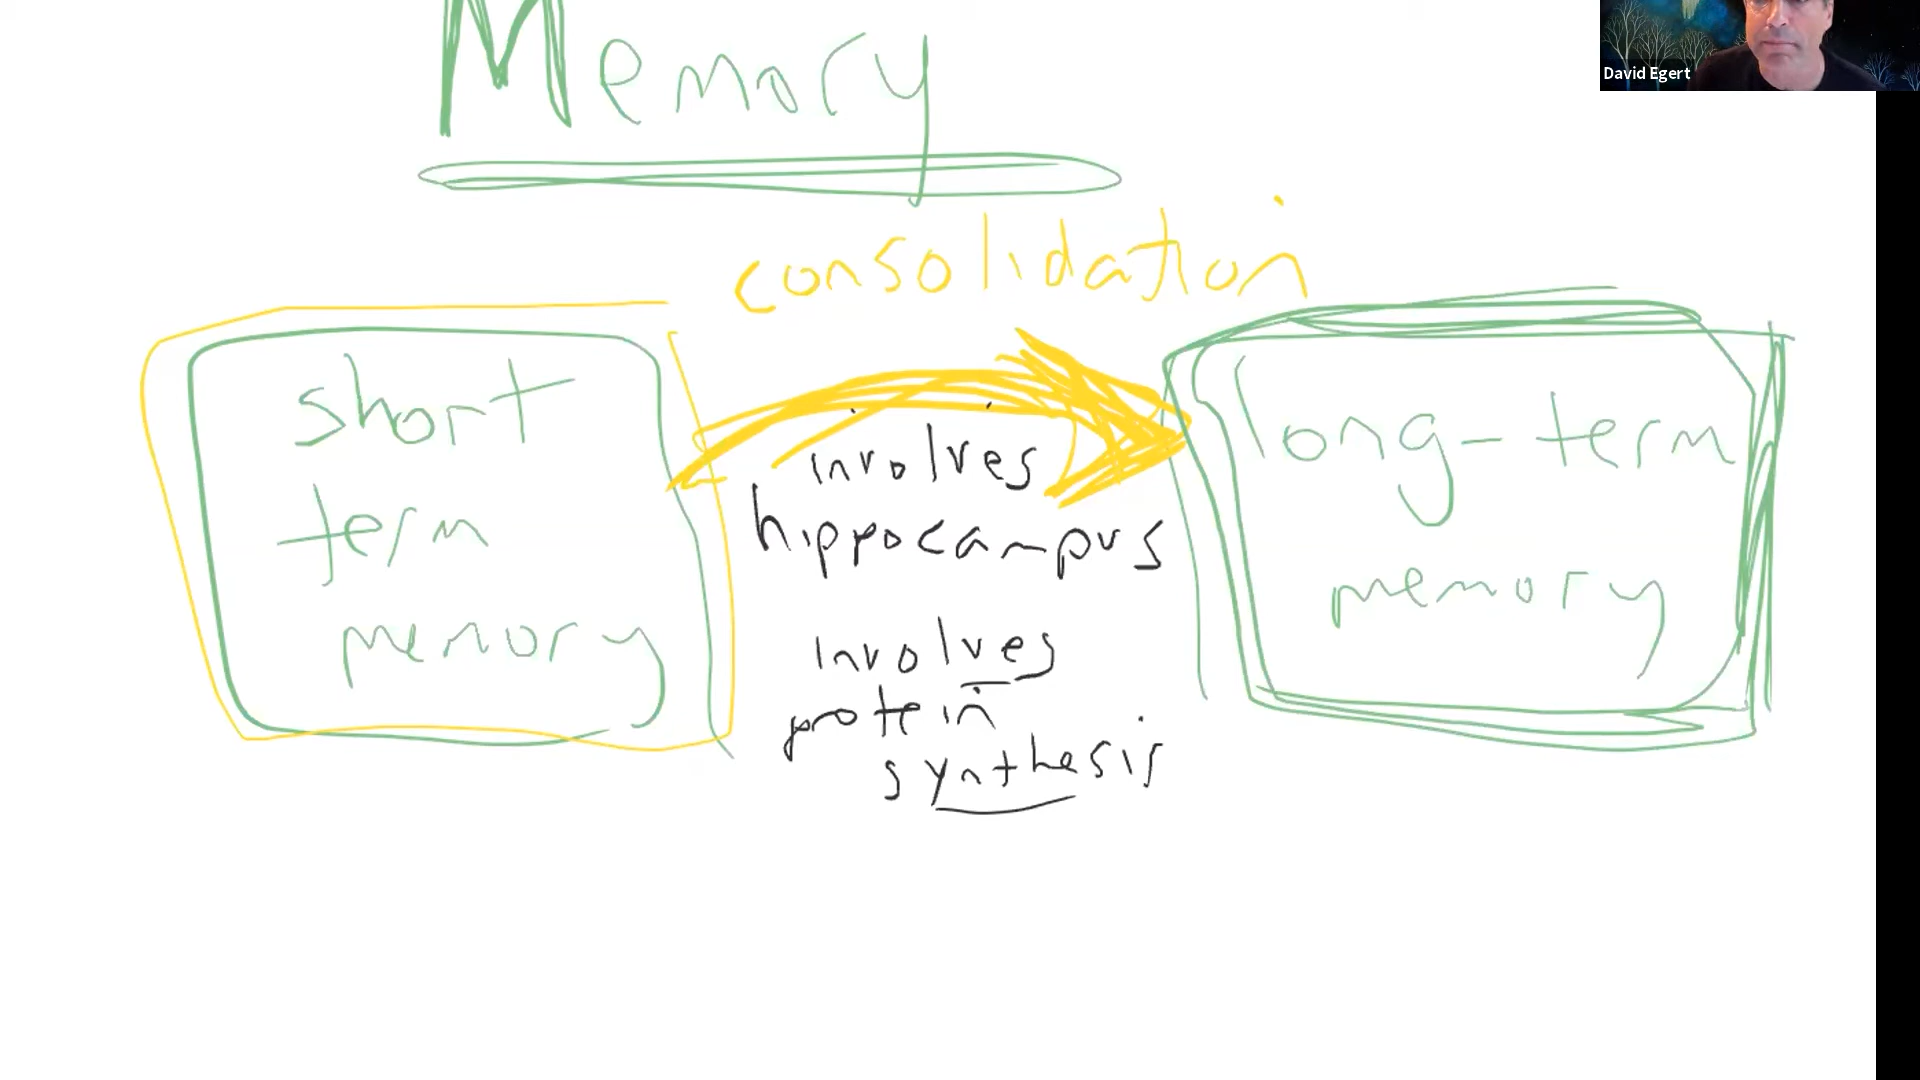 Memory
David Egert
consolidation
short
term
memory
involves
hippocampus
involves
protein
synthesis
long-term
memory